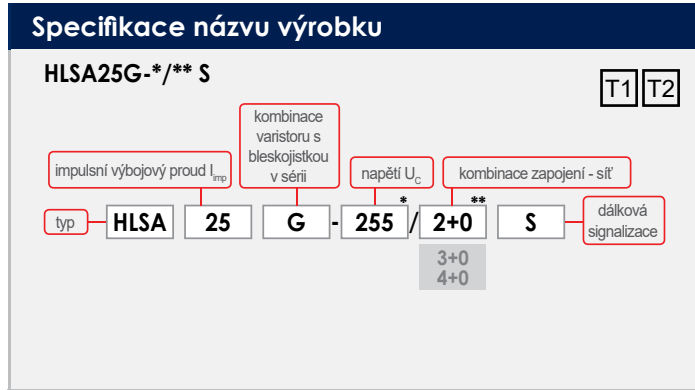 Specifikace názvu výrobku
HLSA25G-*/** S
T1 T2
kombinace
varistoru s
bleskojistkou
v sérii
impulsní výbojový proud Iimp
napětí UC
kombinace zapojení - síť
typ
HLSA 25 G - 255* / 2+0** S
dálková
signalizace
3+0
4+0